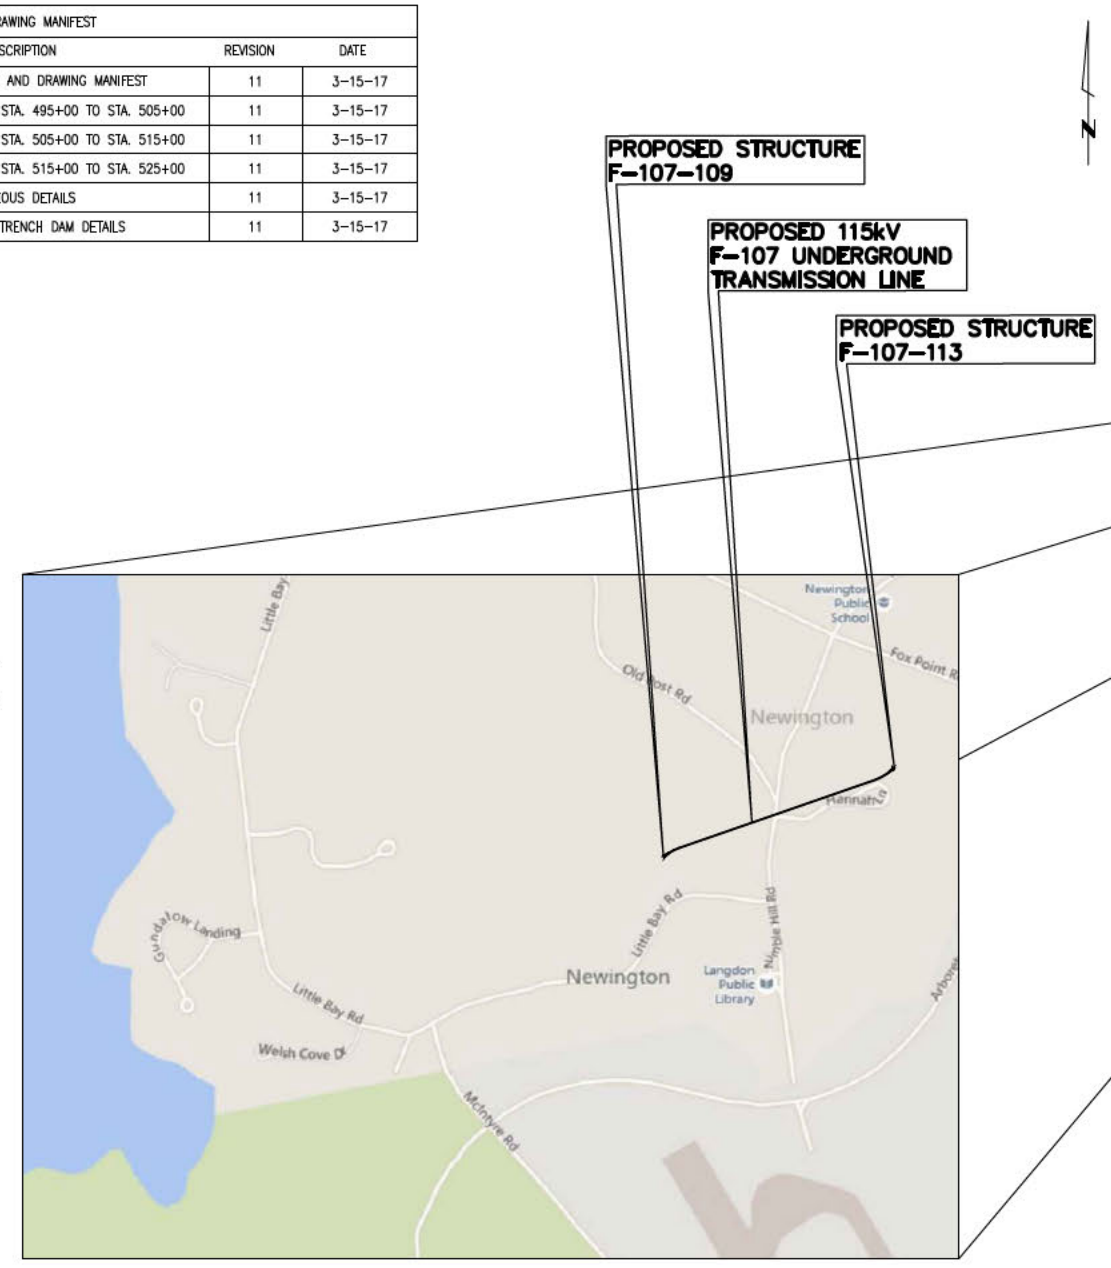 DRAWING MANIFEST
REVISION DATE
AND DRAWING MANIFEST 11 3-15-17
STA. 495+00 TO STA. 505+00 11 3-15-17
STA. 505+00 TO STA. 515+00 11 3-15-17
STA. 515+00 TO STA. 525+00 11 3-15-17
DETAILS 11 3-15-17
TRENCH DAM DETAILS 11 3-15-17
N
PROPOSED STRUCTURE
F-107-109
PROPOSED 115kV
F-107 UNDERGROUND
TRANSMISSION LINE
PROPOSED STRUCTURE
F-107-113
Little Bay
Newington
Public
School
Fox Point R
Old Post Rd
Newington
Hannah Ln
Little Bay Rd
Nimble Hill Rd
Gundalow Landing
Newington
Langdon
Public
Library
Arbore
Little Bay Rd
Welsh Cove Dr
McIntyre Rd